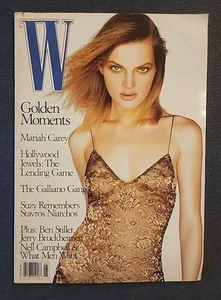 W
Golden
Moments
Mariah Carey
Hollywood
Jewels: The
Lending Game
The Galliano Gang
Suzy Remembers
Stavros Niarchos
Plus: Ben Stiller,
Jerry Bruckheimer,
Neff Campbell &
What Men Want